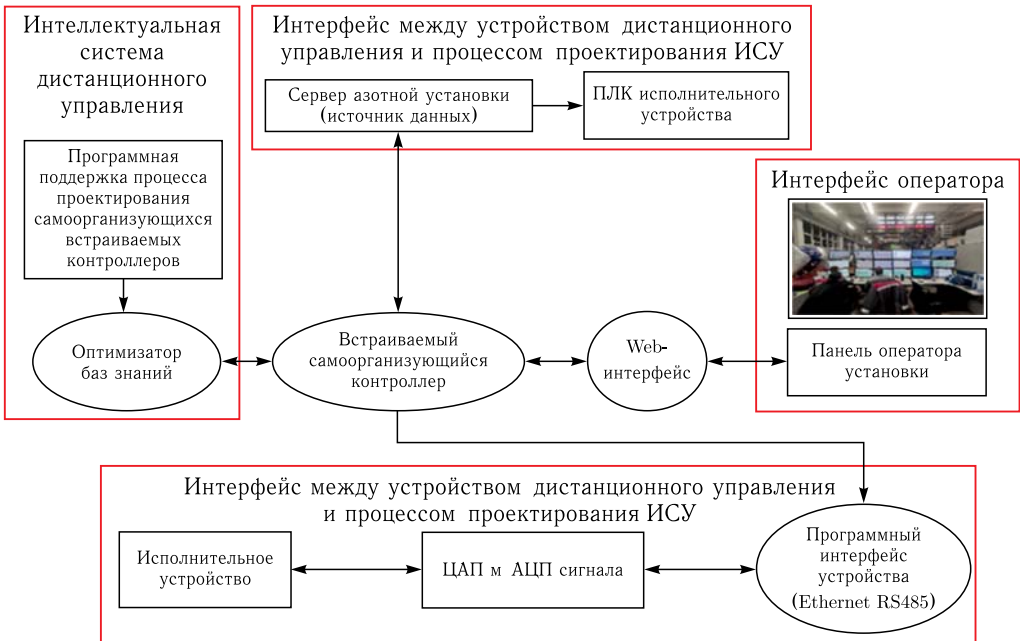 Интеллектуальная
система
дистанционного
управления
Программная
поддержка процесса
проектирования
самоорганизующихся
встраиваемых
контроллеров
Оптимизатор
баз знаний
Интерфейс между устройством дистанционного
управления и процессом проектирования ИСУ
Сервер азотной установки
(источник данных)
ПЛК исполнительного
устройства
Интерфейс оператора
Панель оператора
установки
Встраиваемый
самоорганизующийся
контроллер
Web-
интерфейс
Интерфейс между устройством дистанционного управления
и процессом проектирования ИСУ
Исполнительное
устройство
ЦАП м АЦП сигнала
Программный
интерфейс
устройства
(Ethernet RS485)